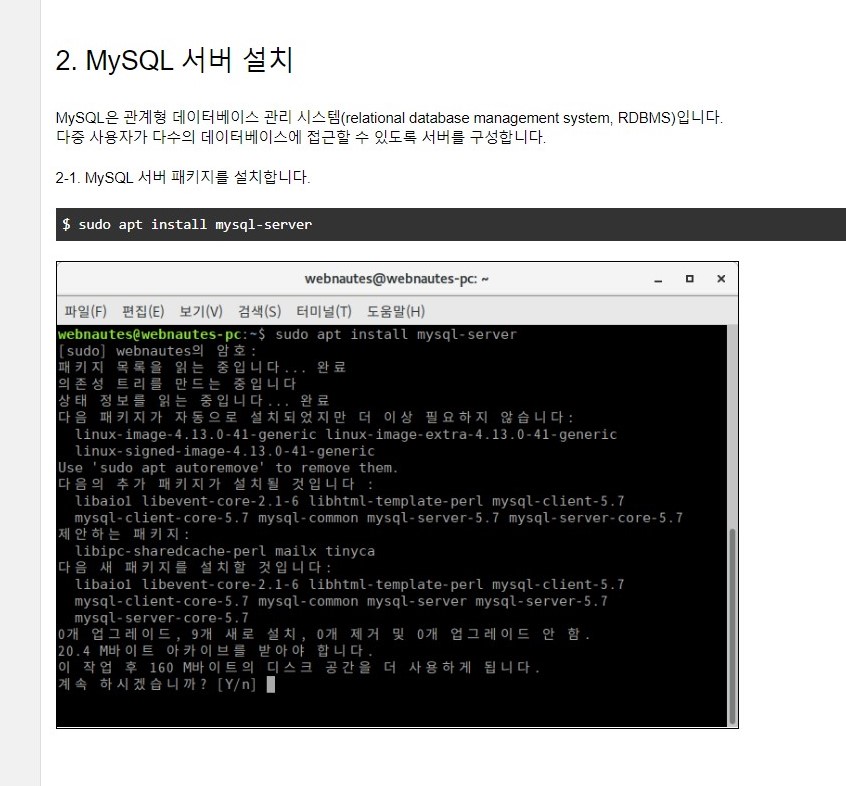 2. MySQL 서버 설치
MySQL은 관계형 데이터베이스 관리 시스템(relational database management system, RDBMS)입니다.
다중 사용자가 다수의 데이터베이스에 접근할 수 있도록 서버를 구성합니다.
2-1. MySQL 서버 패키지를 설치합니다.
$ sudo apt install mysql-server
webnautes@webnautes-pc: ~
파일(F) 편집(E) 보기(V) 검색(S) 터미널(T) 도움말(H)
webnautes@webnautes-pc:~$ sudo apt install mysql-server
[sudo] webnautes의 암호:
패키지 목록을 읽는 중입니다... 완료
의존성 트리를 만드는 중입니다
상태 정보를 읽는 중입니다... 완료
다음 패키지가 자동으로 설치되었지만 더 이상 필요하지 않습니다:
linux-image-4.13.0-41-generic linux-image-extra-4.13.0-41-generic
linux-signed-image-4.13.0-41-generic
Use 'sudo apt autoremove' to remove them.
다음의 추가 패키지가 설치될 것입니다 :
libaio1 libevent-core-2.1-6 libhtml-template-perl mysql-client-5.7
mysql-client-core-5.7 mysql-common mysql-server-5.7 mysql-server-core-5.7
제안하는 패키지:
libipc-sharedcache-perl mailx tinyca
다음 새 패키지를 설치할 것입니다:
libaio1 libevent-core-2.1-6 libhtml-template-perl mysql-client-5.7
mysql-client-core-5.7 mysql-common mysql-server mysql-server-5.7
mysql-server-core-5.7
0개 업그레이드, 9개 새로 설치, 0개 제거 및 0개 업그레이드 안 함.
20.4 M바이트 아카이브를 받아야 합니다.
이 작업 후 160 M바이트의 디스크 공간을 더 사용하게 됩니다.
계속 하시겠습니까? [Y/n]